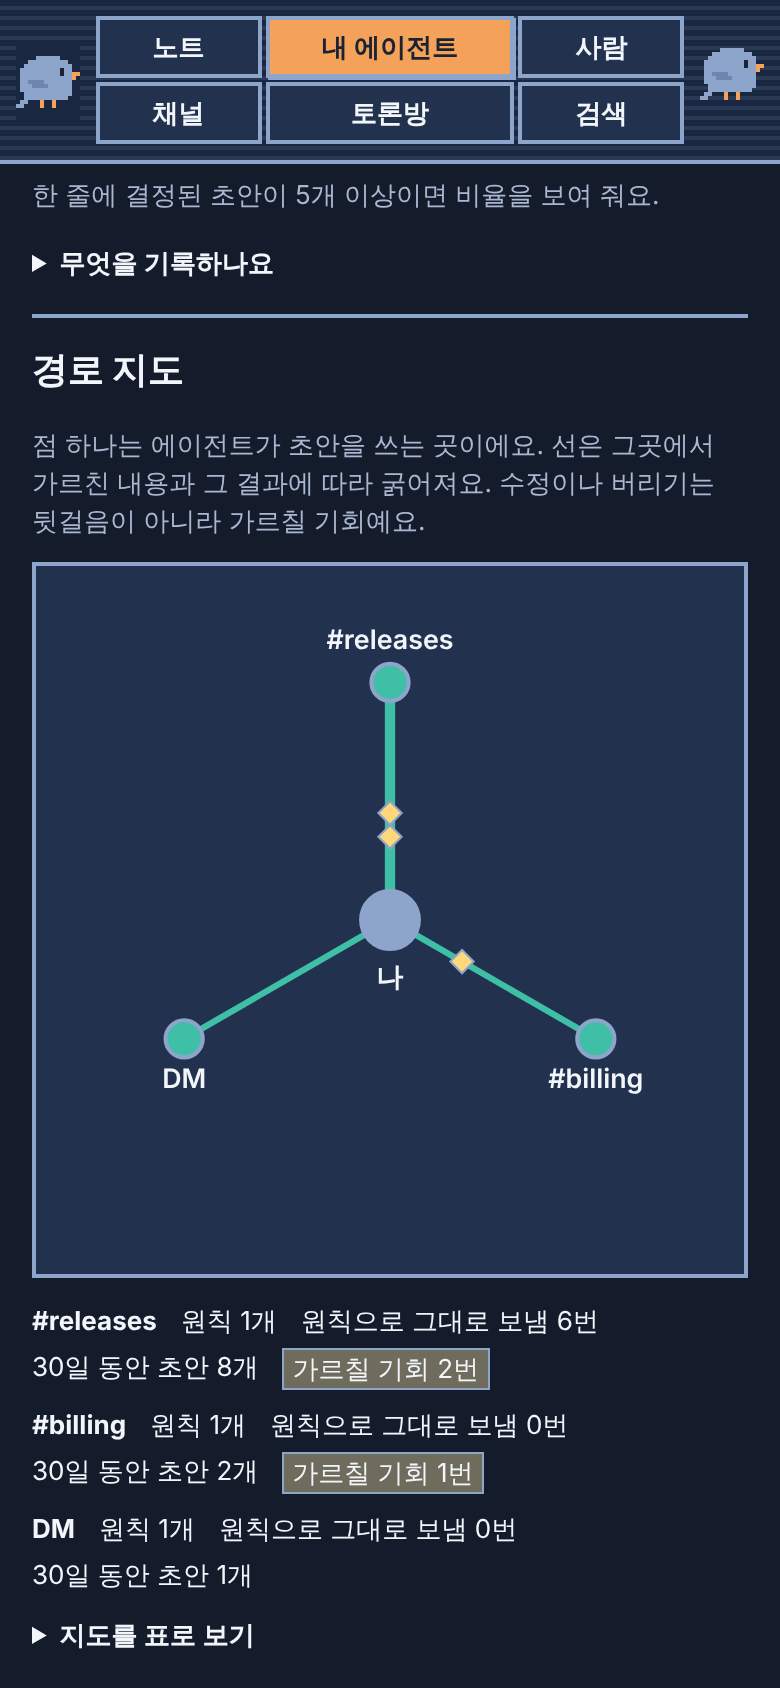 노트
내 에이전트
사람
채널
토론방
검색
한 줄에 결정된 초안이 5개 이상이면 비율을 보여 줘요.
▶ 무엇을 기록하나요
경로 지도
점 하나는 에이전트가 초안을 쓰는 곳이에요. 선은 그곳에서
가르친 내용과 그 결과에 따라 굵어져요. 수정이나 버리기는
뒷걸음이 아니라 가르칠 기회예요.
#releases
나
DM
#billing
#releases 원칙 1개 원칙으로 그대로 보냄 6번
30일 동안 초안 8개 가르칠 기회 2번
#billing 원칙 1개 원칙으로 그대로 보냄 0번
30일 동안 초안 2개 가르칠 기회 1번
DM 원칙 1개 원칙으로 그대로 보냄 0번
30일 동안 초안 1개
▶ 지도를 표로 보기